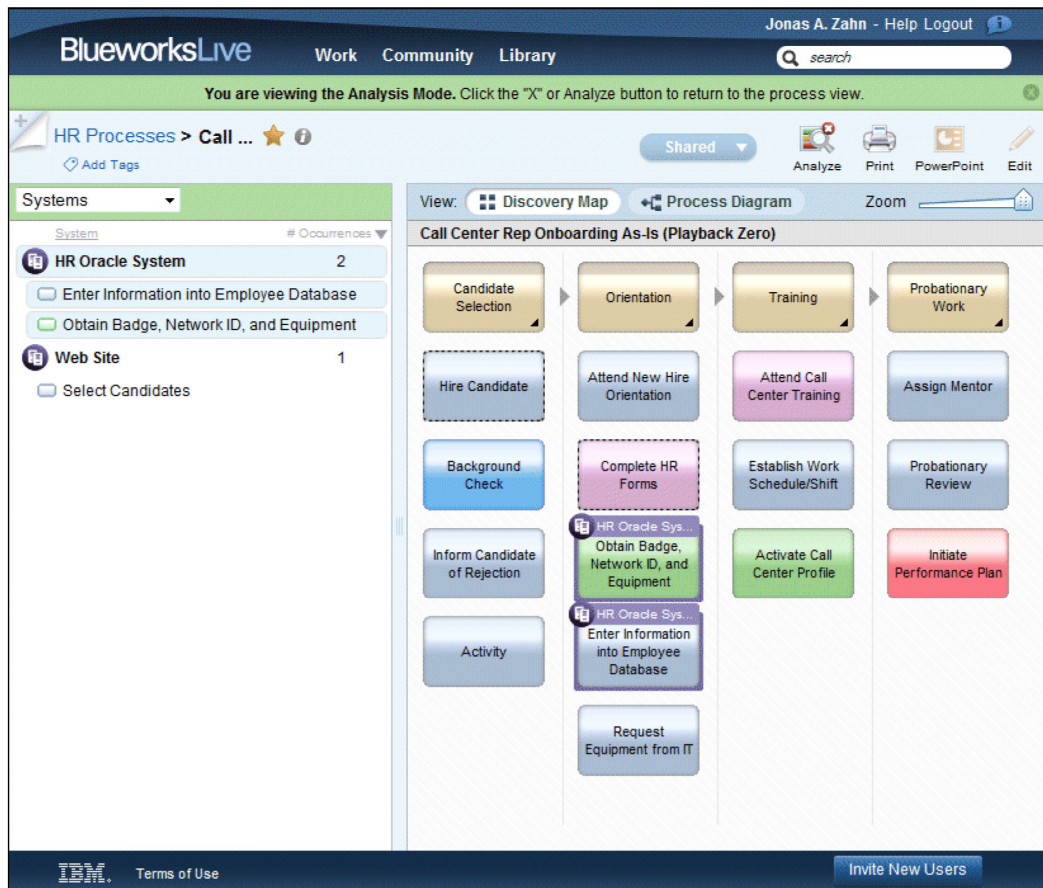 Jonas A. Zahn - Help Logout
BlueworksLive
Work Community Library
search
You are viewing the Analysis Mode. Click the "X" or Analyze button to return to the process view.
HR Processes > Call ...
Add Tags
Shared
Analyze
Print
PowerPoint
Edit
Systems
System # Occurrences
HR Oracle System 2
Enter Information into Employee Database
Obtain Badge, Network ID, and Equipment
Web Site 1
Select Candidates
View: Discovery Map Process Diagram Zoom
Call Center Rep Onboarding As-Is (Playback Zero)
Candidate
Selection
Hire Candidate
Background
Check
Inform Candidate
of Rejection
Activity
Orientation
Attend New Hire
Orientation
Complete HR
Forms
HR Oracle Sys...
Obtain Badge,
Network ID, and
Equipment
HR Oracle Sys...
Enter Information
into Employee
Database
Request
Equipment from IT
Training
Attend Call
Center Training
Establish Work
Schedule/Shift
Activate Call
Center Profile
Probationary
Work
Assign Mentor
Probationary
Review
Initiate
Performance Plan
IBM. Terms of Use
Invite New Users